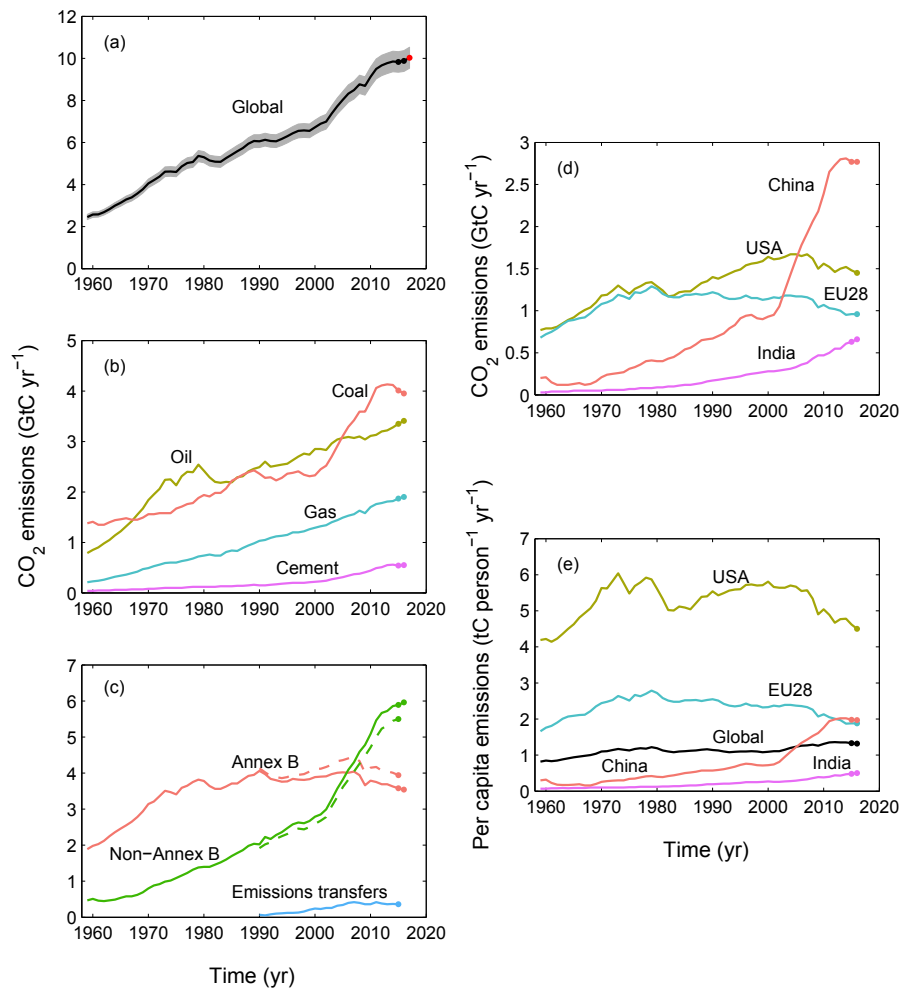 (a)
Global
12
10
8
6
4
2
0
1960 1970 1980 1990 2000 2010 2020
(b)
Coal
Oil
Gas
Cement
5
4
3
2
1
0
1960 1970 1980 1990 2000 2010 2020
CO₂ emissions (GtC yr⁻¹)
(c)
Annex B
Non−Annex B
Emissions transfers
6
5
4
3
2
1
0
1960 1970 1980 1990 2000 2010 2020
Time (yr)
(d)
China
USA
EU28
India
3
2.5
2
1.5
1
0.5
0
1960 1970 1980 1990 2000 2010 2020
CO₂ emissions (GtC yr⁻¹)
(e)
USA
EU28
Global
China
India
7
6
5
4
3
2
1
0
1960 1970 1980 1990 2000 2010 2020
Per capita emissions (tC person⁻¹ yr⁻¹)
Time (yr)